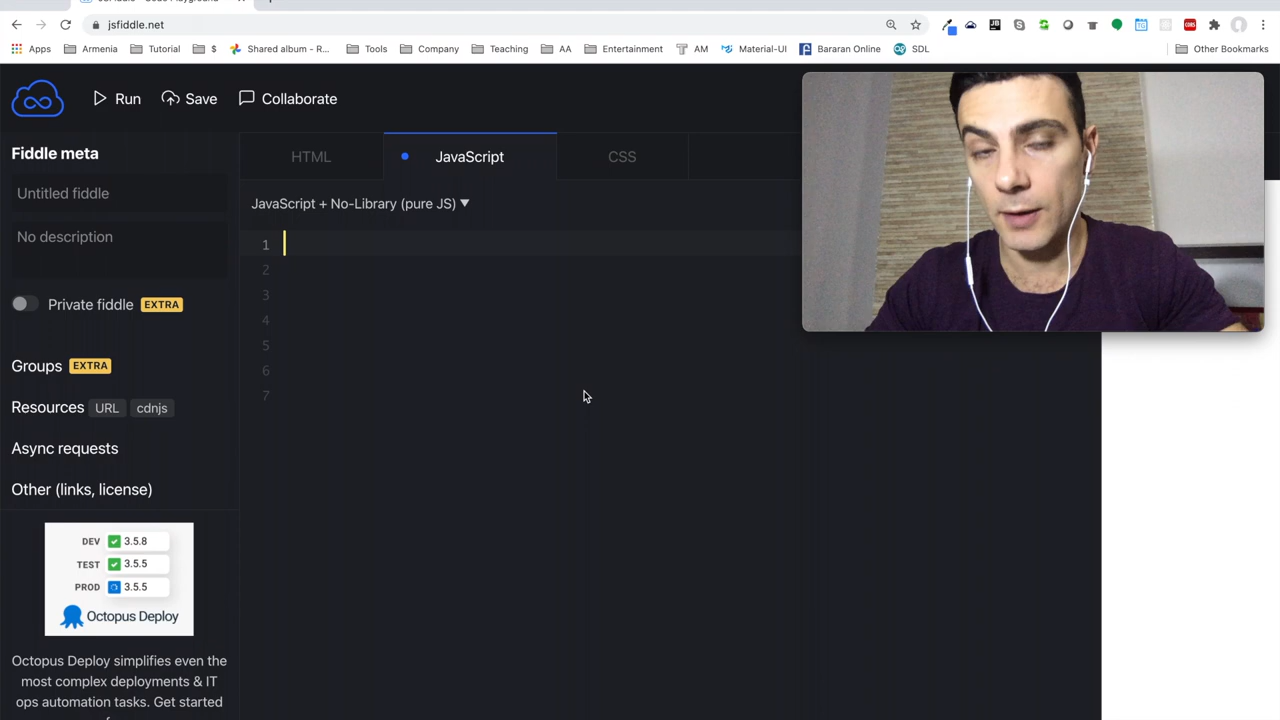 jsfiddle.net
Apps Armenia Tutorial $ Shared album - R... Tools Company Teaching AA Entertainment AM Material-UI Bararan Online SDL Other Bookmarks
Run Save Collaborate
Fiddle meta
Untitled fiddle
No description
Private fiddle EXTRA
Groups EXTRA
Resources URL cdnjs
Async requests
Other (links, license)
DEV 3.5.8
TEST 3.5.5
PROD 3.5.5
Octopus Deploy
Octopus Deploy simplifies even the
most complex deployments & IT
ops automation tasks. Get started
HTML JavaScript CSS
JavaScript + No-Library (pure JS) ▼
1
2
3
4
5
6
7